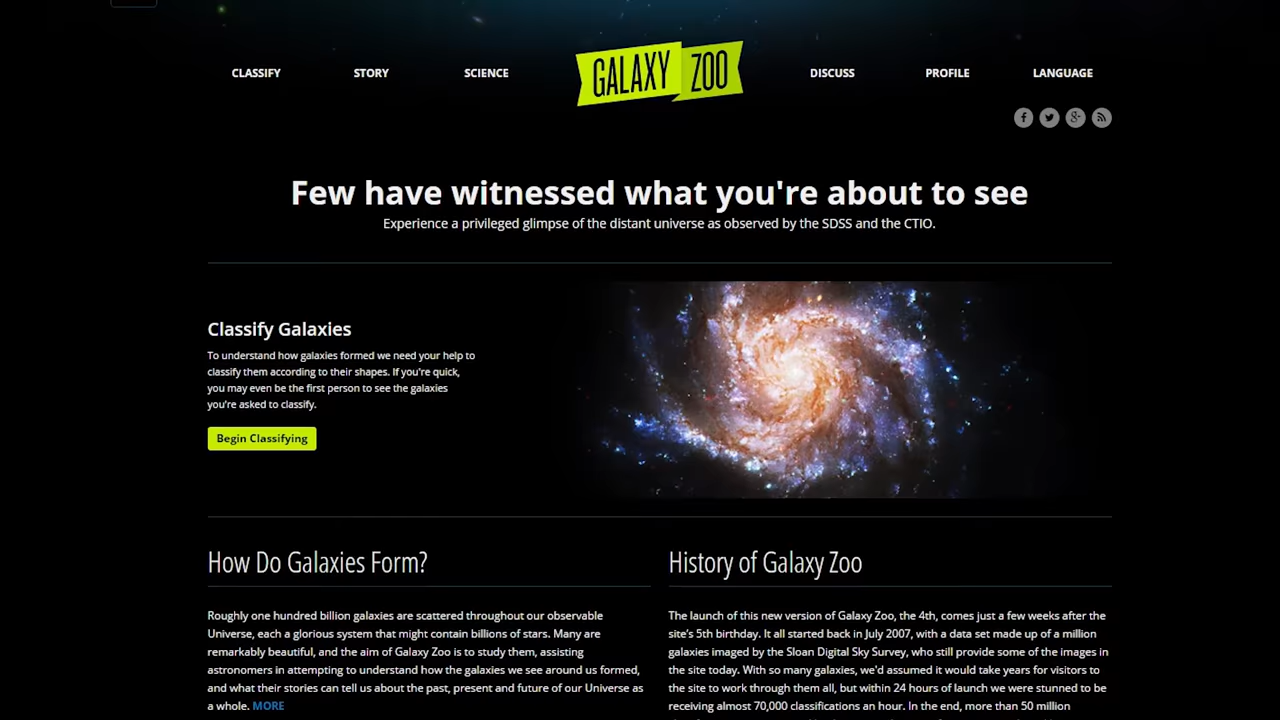 CLASSIFY STORY SCIENCE GALAXY ZOO DISCUSS PROFILE LANGUAGE
Few have witnessed what you're about to see
Experience a privileged glimpse of the distant universe as observed by the SDSS and the CTIO.
Classify Galaxies
To understand how galaxies formed we need your help to
classify them according to their shapes. If you're quick,
you may even be the first person to see the galaxies
you're asked to classify.
Begin Classifying
How Do Galaxies Form?
Roughly one hundred billion galaxies are scattered throughout our observable
Universe, each a glorious system that might contain billions of stars. Many are
remarkably beautiful, and the aim of Galaxy Zoo is to study them, assisting
astronomers in attempting to understand how the galaxies we see around us formed,
and what their stories can tell us about the past, present and future of our Universe as
a whole. MORE
History of Galaxy Zoo
The launch of this new version of Galaxy Zoo, the 4th, comes just a few weeks after the
site's 5th birthday. It all started back in July 2007, with a data set made up of a million
galaxies imaged by the Sloan Digital Sky Survey, who still provide some of the images in
the site today. With so many galaxies, we'd assumed it would take years for visitors to
the site to work through them all, but within 24 hours of launch we were stunned to be
receiving almost 70,000 classifications an hour. In the end, more than 50 million